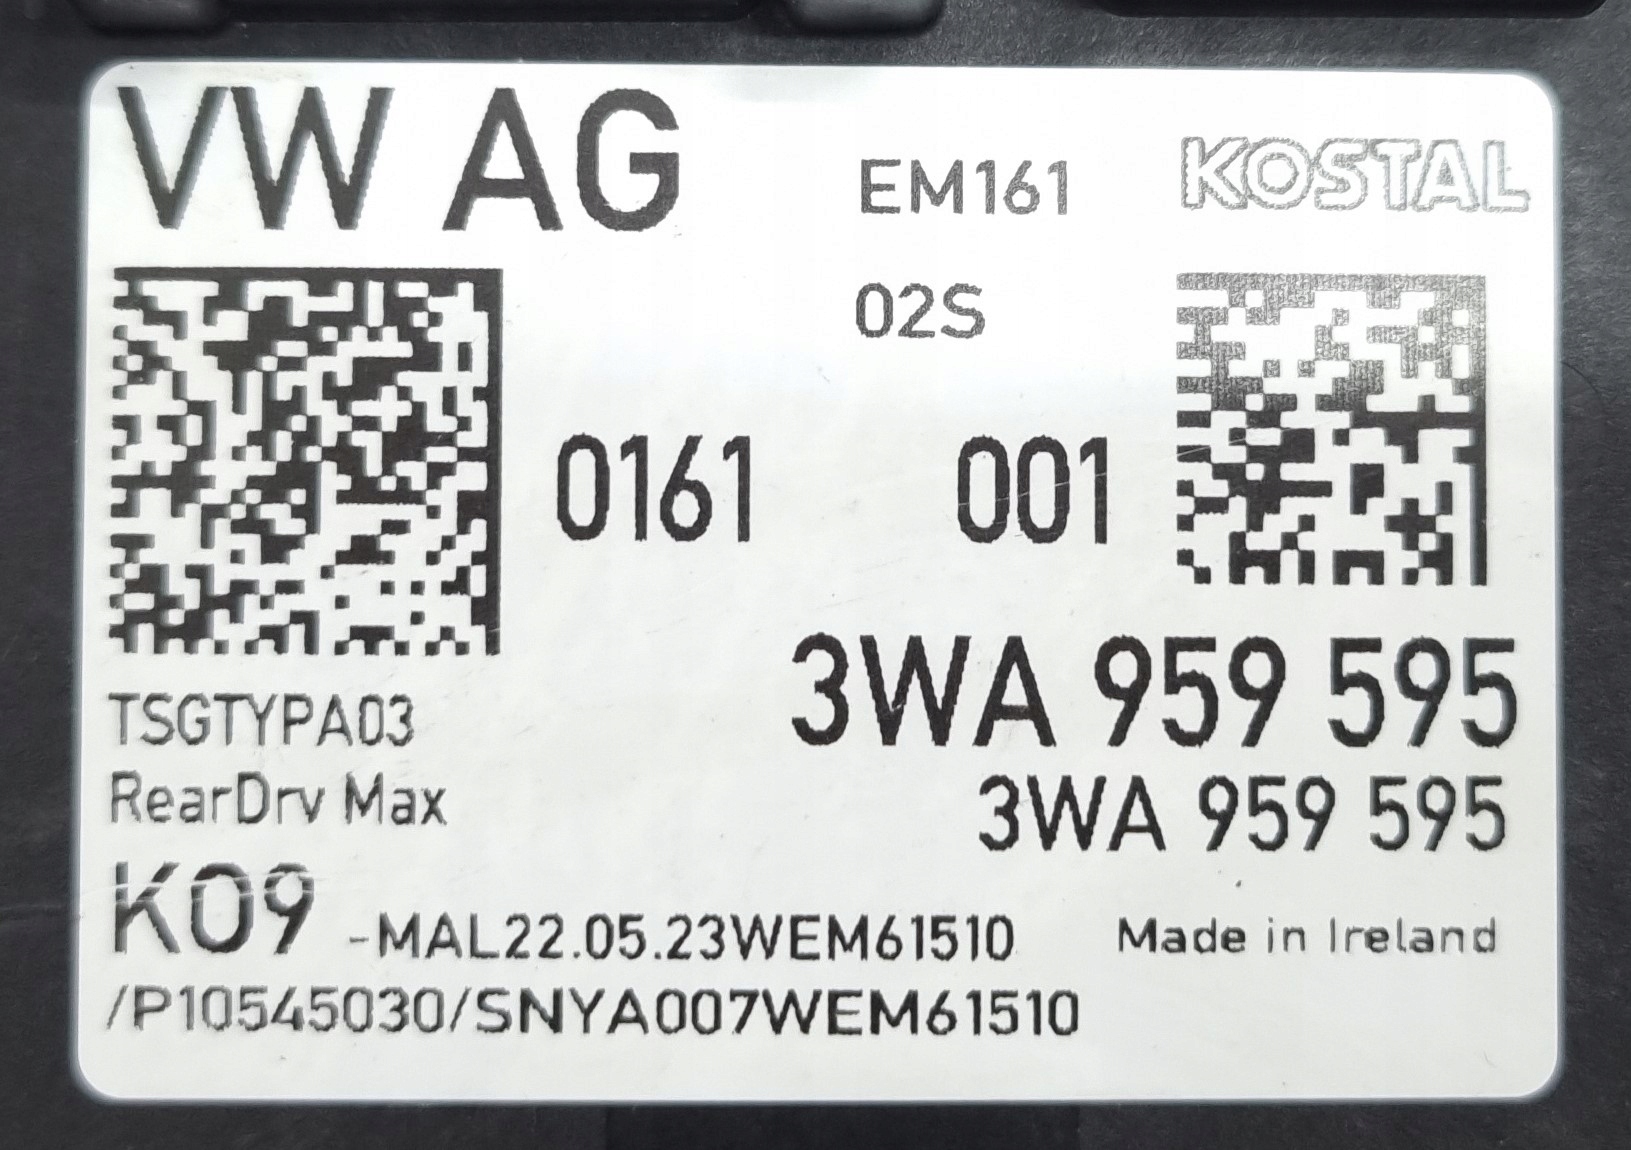 VW AG
EM161
KOSTAL
02S
0161
001
3WA 959 595
TSGTYPA03
RearDrv Max
3WA 959 595
K09
-MAL22.05.23WEM61510
Made in Ireland
/P10545030/SNYA007WEM61510